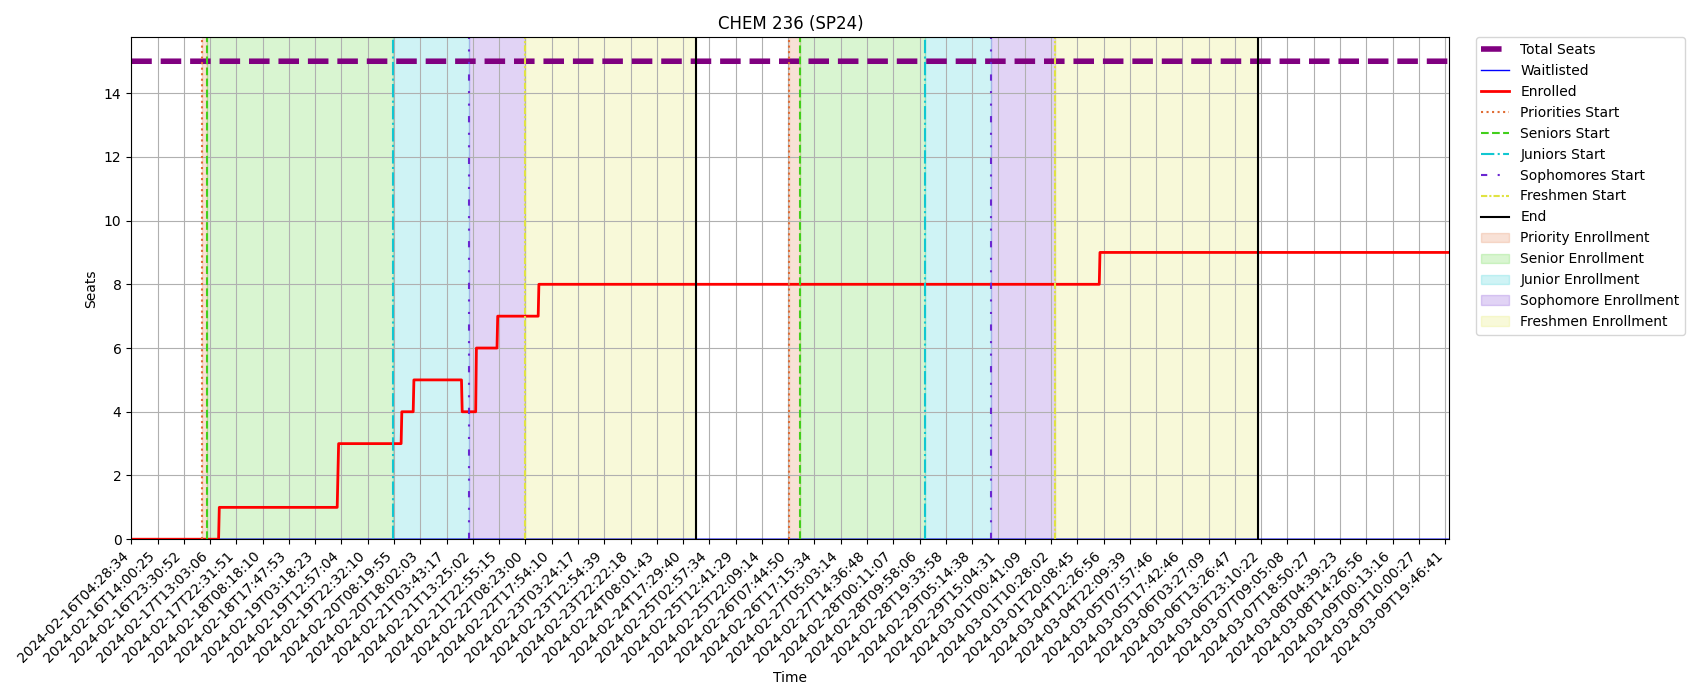 CHEM 236 (SP24)
Seats
14
12
10
8
6
4
2
0
2024-02-16T04:28:34
2024-02-16T14:00:25
2024-02-16T23:30:52
2024-02-17T13:03:06
2024-02-17T22:31:51
2024-02-18T08:18:10
2024-02-18T17:47:53
2024-02-19T03:18:23
2024-02-19T12:57:04
2024-02-19T22:32:10
2024-02-20T08:19:55
2024-02-20T18:02:03
2024-02-21T03:43:17
2024-02-21T13:25:02
2024-02-21T22:55:15
2024-02-22T08:23:00
2024-02-22T17:54:10
2024-02-23T03:24:17
2024-02-23T12:54:39
2024-02-23T22:22:18
2024-02-24T08:01:43
2024-02-24T17:29:40
2024-02-25T02:57:34
2024-02-25T12:41:29
2024-02-25T22:09:14
2024-02-26T07:44:50
2024-02-26T17:15:34
2024-02-27T05:03:14
2024-02-27T14:36:48
2024-02-28T00:11:07
2024-02-28T09:58:06
2024-02-28T19:33:58
2024-02-29T05:14:38
2024-02-29T15:04:31
2024-03-01T00:41:09
2024-03-01T10:28:02
2024-03-01T20:08:45
2024-03-04T12:26:56
2024-03-04T22:09:39
2024-03-05T07:57:46
2024-03-05T17:42:46
2024-03-06T03:27:09
2024-03-06T13:26:47
2024-03-06T23:10:22
2024-03-07T09:05:08
2024-03-07T18:50:27
2024-03-08T04:39:23
2024-03-08T14:26:56
2024-03-09T00:13:16
2024-03-09T10:00:27
2024-03-09T19:46:41
Time
Total Seats
Waitlisted
Enrolled
Priorities Start
Seniors Start
Juniors Start
Sophomores Start
Freshmen Start
End
Priority Enrollment
Senior Enrollment
Junior Enrollment
Sophomore Enrollment
Freshmen Enrollment